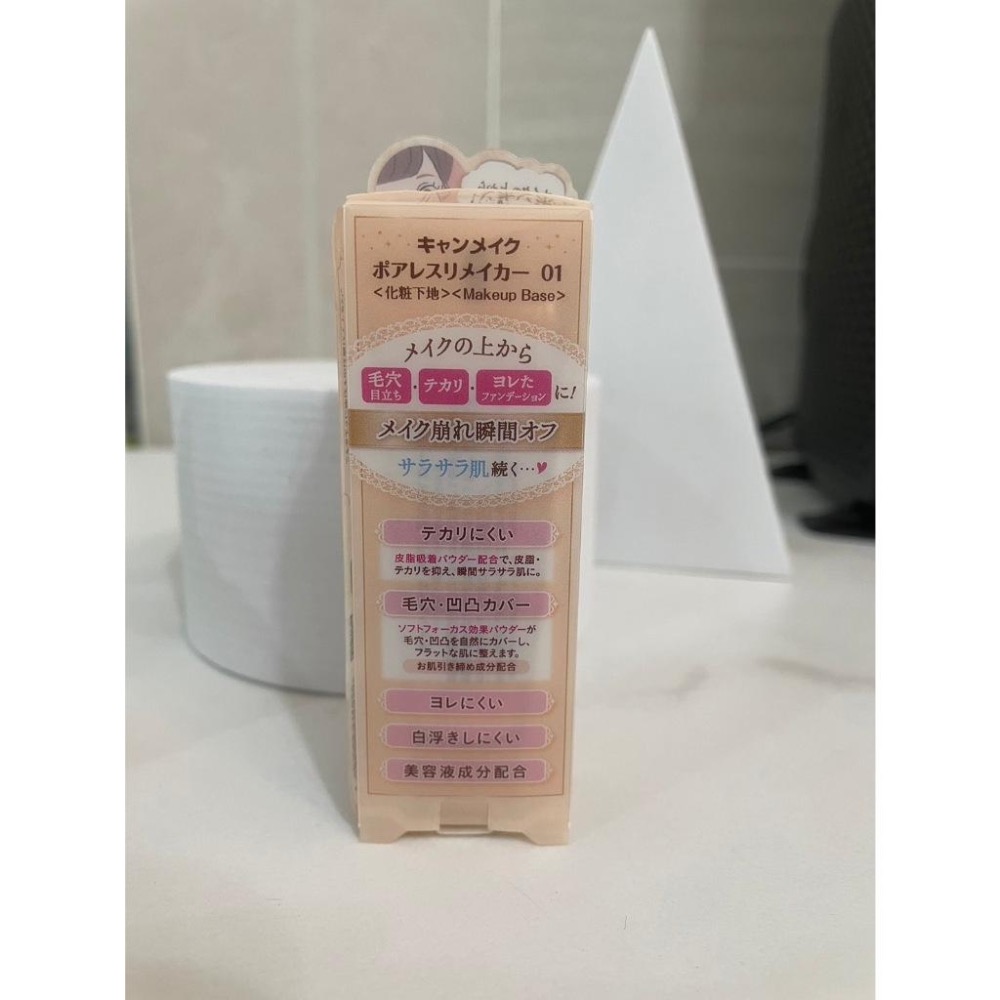 キャンメイク
ポアレスリメイカー 01
<化粧下地><Makeup Base>
メイクの上から
毛穴目立ち・テカリ・ヨレたファンデーションに!
メイク崩れ瞬間オフ
サラサラ肌続く…♥
テカリにくい
皮脂吸着パウダー配合で、皮脂・
テカリを抑え、瞬間サラサラ肌に。
毛穴・凹凸カバー
ソフトフォーカス効果パウダーが
毛穴・凹凸を自然にカバーし、
フラットな肌に整えます。
お肌引き締め成分配合
ヨレにくい
白浮きしにくい
美容液成分配合